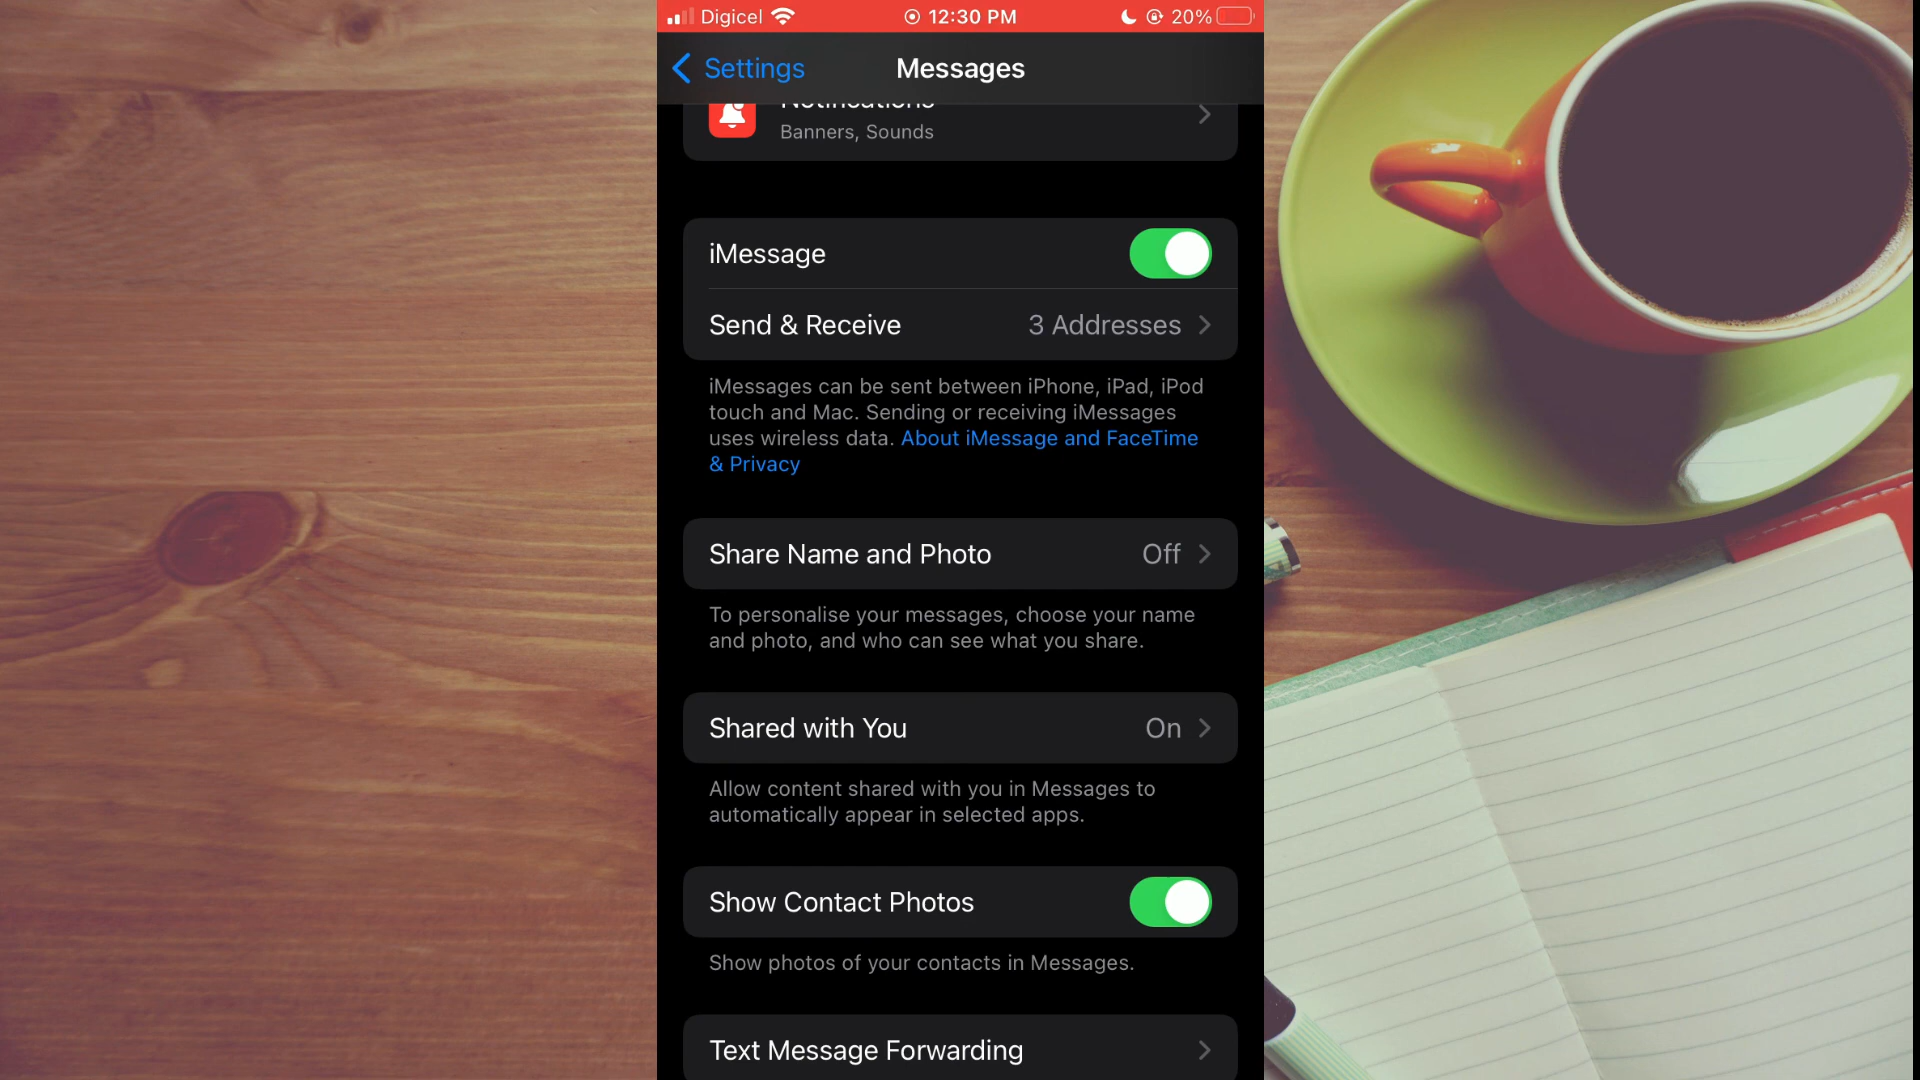 Digicel 12:30 PM 20%
Settings Messages
Notifications
Banners, Sounds
iMessage
Send & Receive 3 Addresses
iMessages can be sent between iPhone, iPad, iPod
touch and Mac. Sending or receiving iMessages
uses wireless data. About iMessage and FaceTime
& Privacy
Share Name and Photo Off
To personalise your messages, choose your name
and photo, and who can see what you share.
Shared with You On
Allow content shared with you in Messages to
automatically appear in selected apps.
Show Contact Photos
Show photos of your contacts in Messages.
Text Message Forwarding